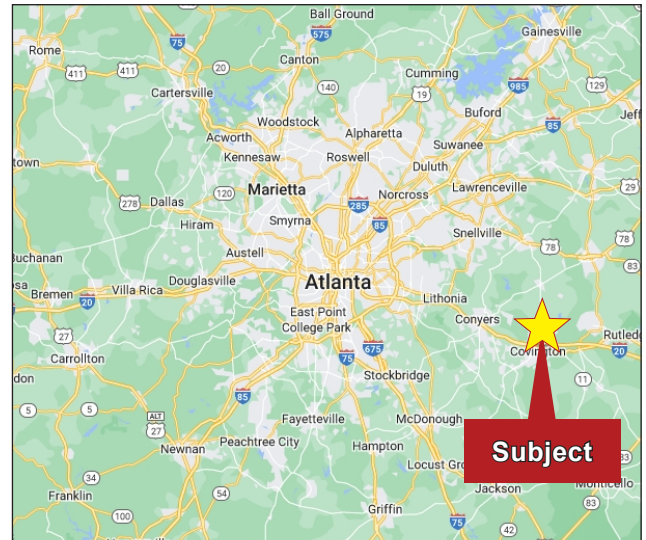 Ball Ground
575
Gainesville
Rome
75
411
411
20
Canton
Cumming
985
129
Cartersville
140
19
Buford
Jeff
Woodstock
Acworth
Alpharetta
Suwanee
85
Kennesaw
Roswell
Duluth
town
Marietta
120
Norcross
Lawrenceville
29
278
Dallas
285
Hiram
Smyrna
85
Snellville
78
78
Austell
83
Buchanan
Atlanta
sa
Bremen
20
Villa Rica
Douglasville
Lithonia
East Point
College Park
Conyers
27
675
75
Covington
Rutled
20
Carrollton
don
Stockbridge
11
85
5
5
ALT
27
Fayetteville
McDonough
Peachtree City
Newnan
Hampton
Subject
83
34
Locust Gro
Franklin
54
Jackson
Monticello
100
Griffin
83
75
42